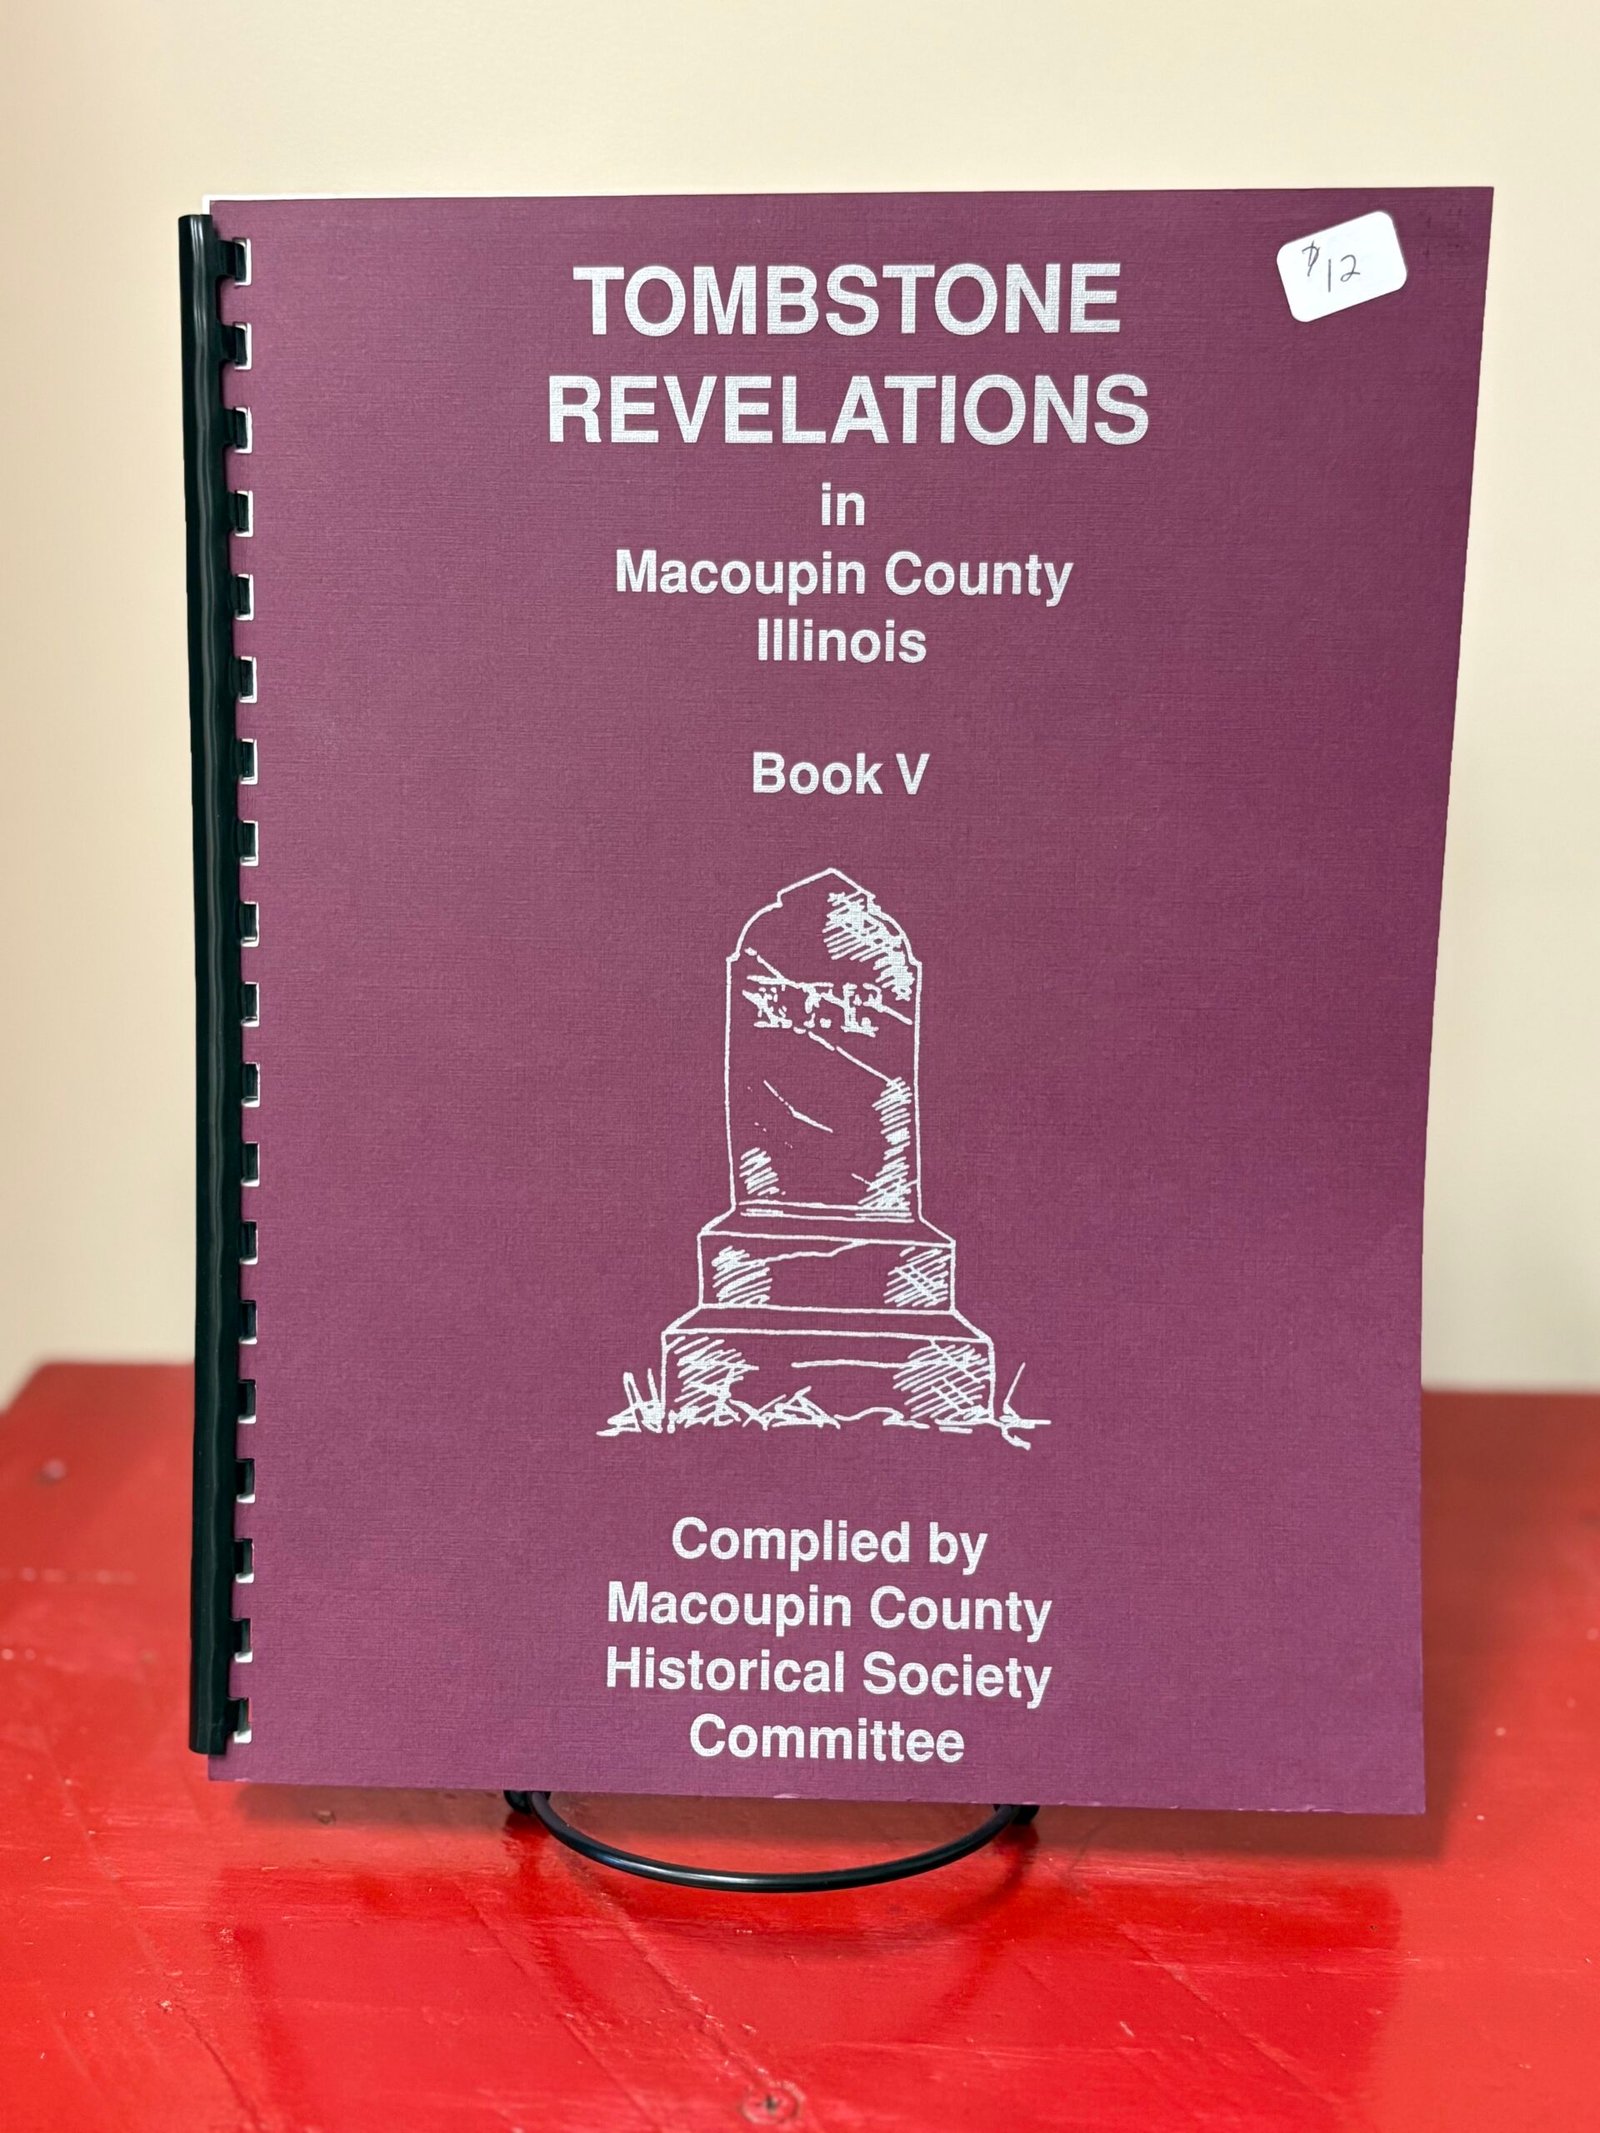 $12
TOMBSTONE
REVELATIONS
in
Macoupin County
Illinois
Book V
Complied by
Macoupin County
Historical Society
Committee